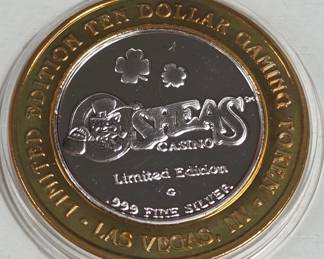 LIMITED EDITION TEN DOLLAR GAMING TOKEN
O'SHEAS
CASINO
Limited Edition
G
.999 FINE SILVER
• LAS VEGAS, NV •